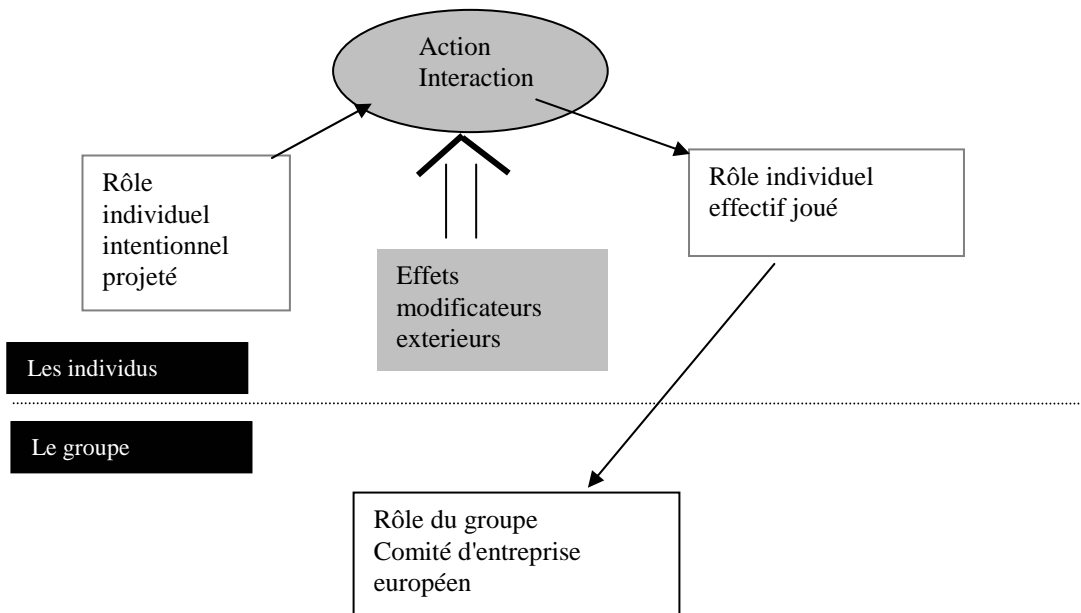 Action
Interaction
Rôle
individuel
intentionnel
projeté
Rôle individuel
effectif joué
Effets
modificateurs
exterieurs
Les individus
Le groupe
Rôle du groupe
Comité d'entreprise
européen